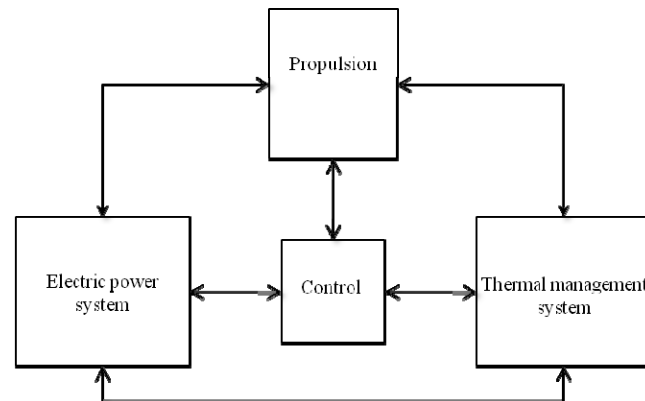 Propulsion
Electric power
system
Control
Thermal management
system